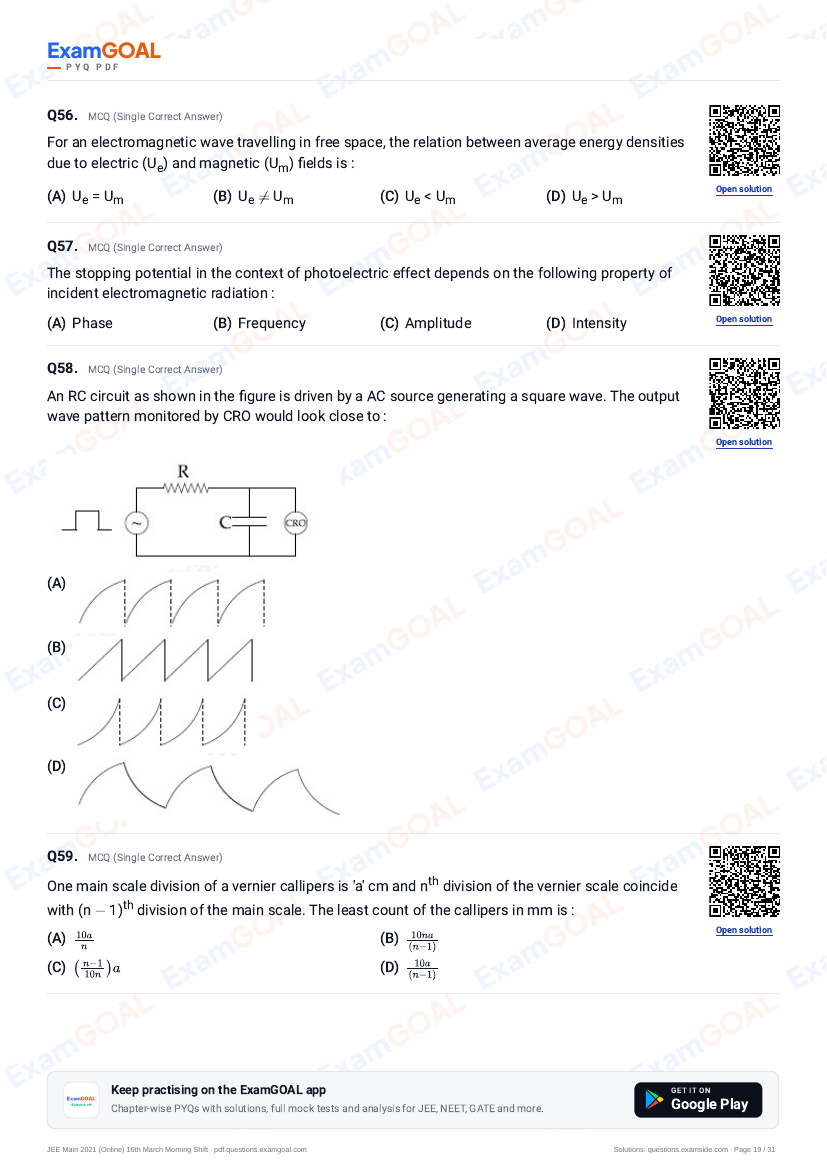 ExamGOAL
PYQ PDF
Q56. MCQ (Single Correct Answer)
For an electromagnetic wave travelling in free space, the relation between average energy densities
due to electric (Ue) and magnetic (Um) fields is :
(A) Ue = Um (B) Ue ≠ Um (C) Ue < Um (D) Ue > Um
Open solution
Q57. MCQ (Single Correct Answer)
The stopping potential in the context of photoelectric effect depends on the following property of
incident electromagnetic radiation :
(A) Phase (B) Frequency (C) Amplitude (D) Intensity
Open solution
Q58. MCQ (Single Correct Answer)
An RC circuit as shown in the figure is driven by a AC source generating a square wave. The output
wave pattern monitored by CRO would look close to :
Open solution
R
~ C CRO
(A)
(B)
(C)
(D)
Q59. MCQ (Single Correct Answer)
One main scale division of a vernier callipers is 'a' cm and nth division of the vernier scale coincide
with (n − 1)th division of the main scale. The least count of the callipers in mm is :
(A) 10a/n (B) 10na/(n−1)
(C) ((n−1)/10n)a (D) 10a/(n−1)
Open solution
ExamGOAL
Keep practising on the ExamGOAL app
Chapter-wise PYQs with solutions, full mock tests and analysis for JEE, NEET, GATE and more.
GET IT ON
Google Play
JEE Main 2021 (Online) 16th March Morning Shift · pdf.questions.examgoal.com
Solutions: questions.examside.com · Page 19 / 31